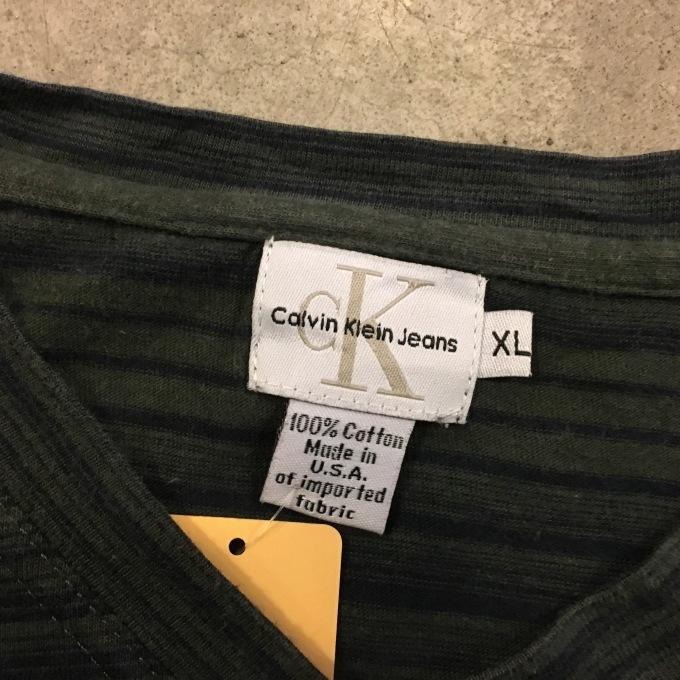 CK
Calvin Klein Jeans
XL
100% Cotton
Made in
U.S.A.
of imported
fabric